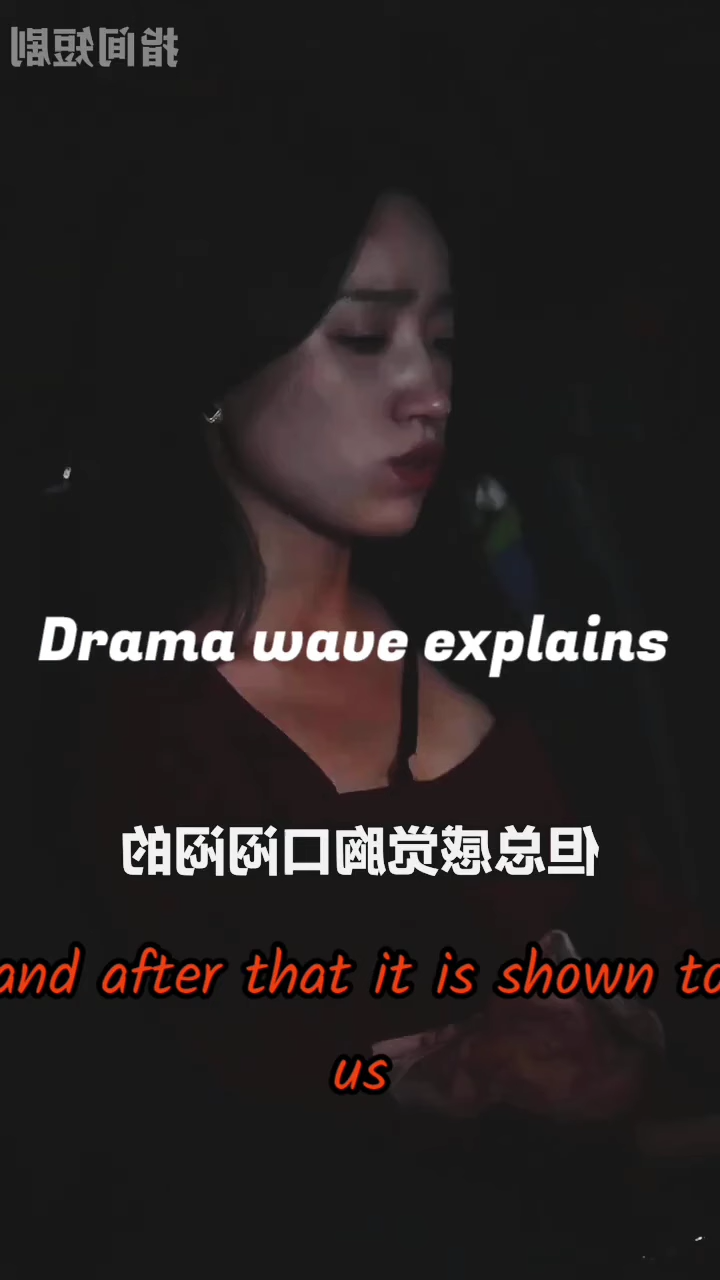 指间短剧
Drama wave explains
但总感觉胸口闷闷的
and after that it is shown to
us